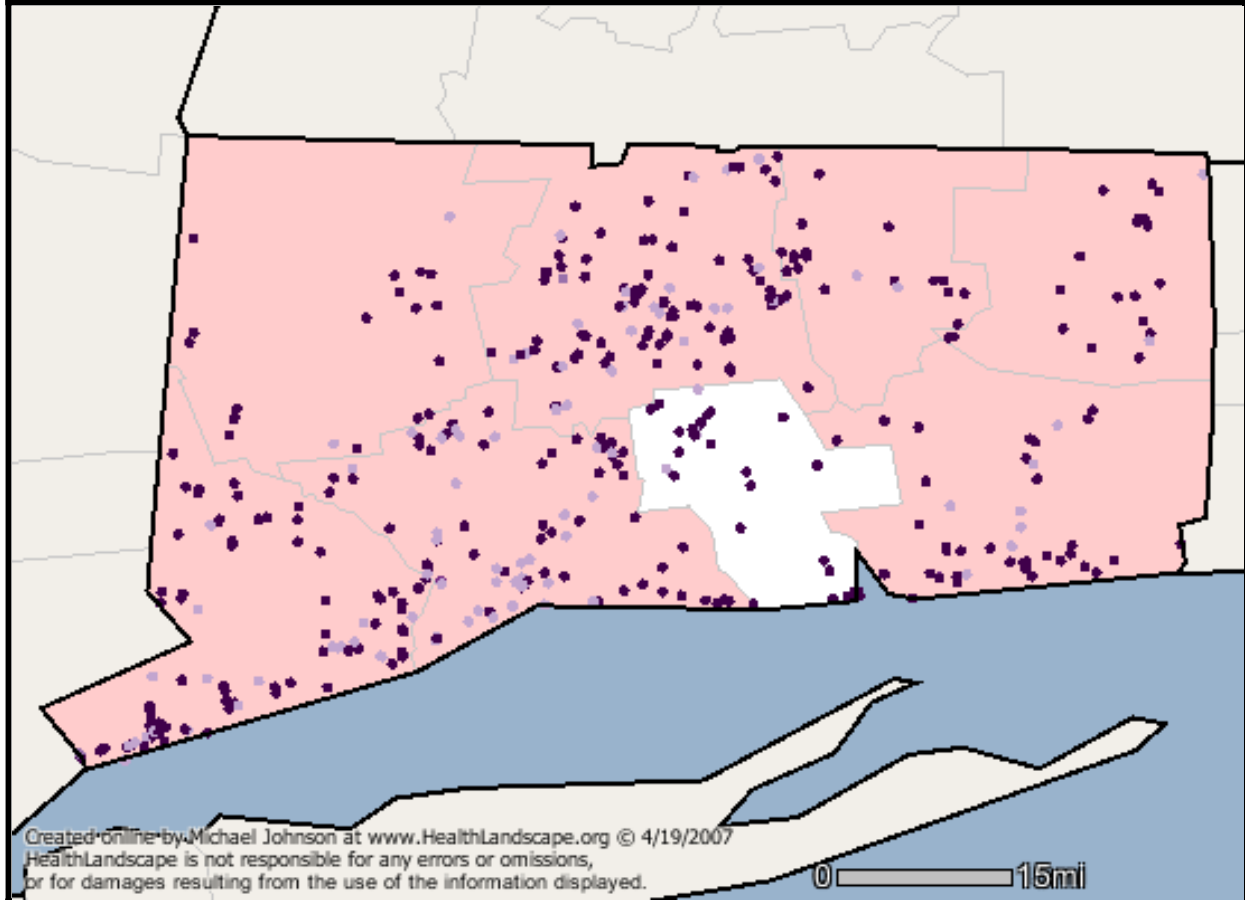 Created online by Michael Johnson at www.HealthLandscape.org © 4/19/2007
HealthLandscape is not responsible for any errors or omissions,
or for damages resulting from the use of the information displayed.
0 15mi